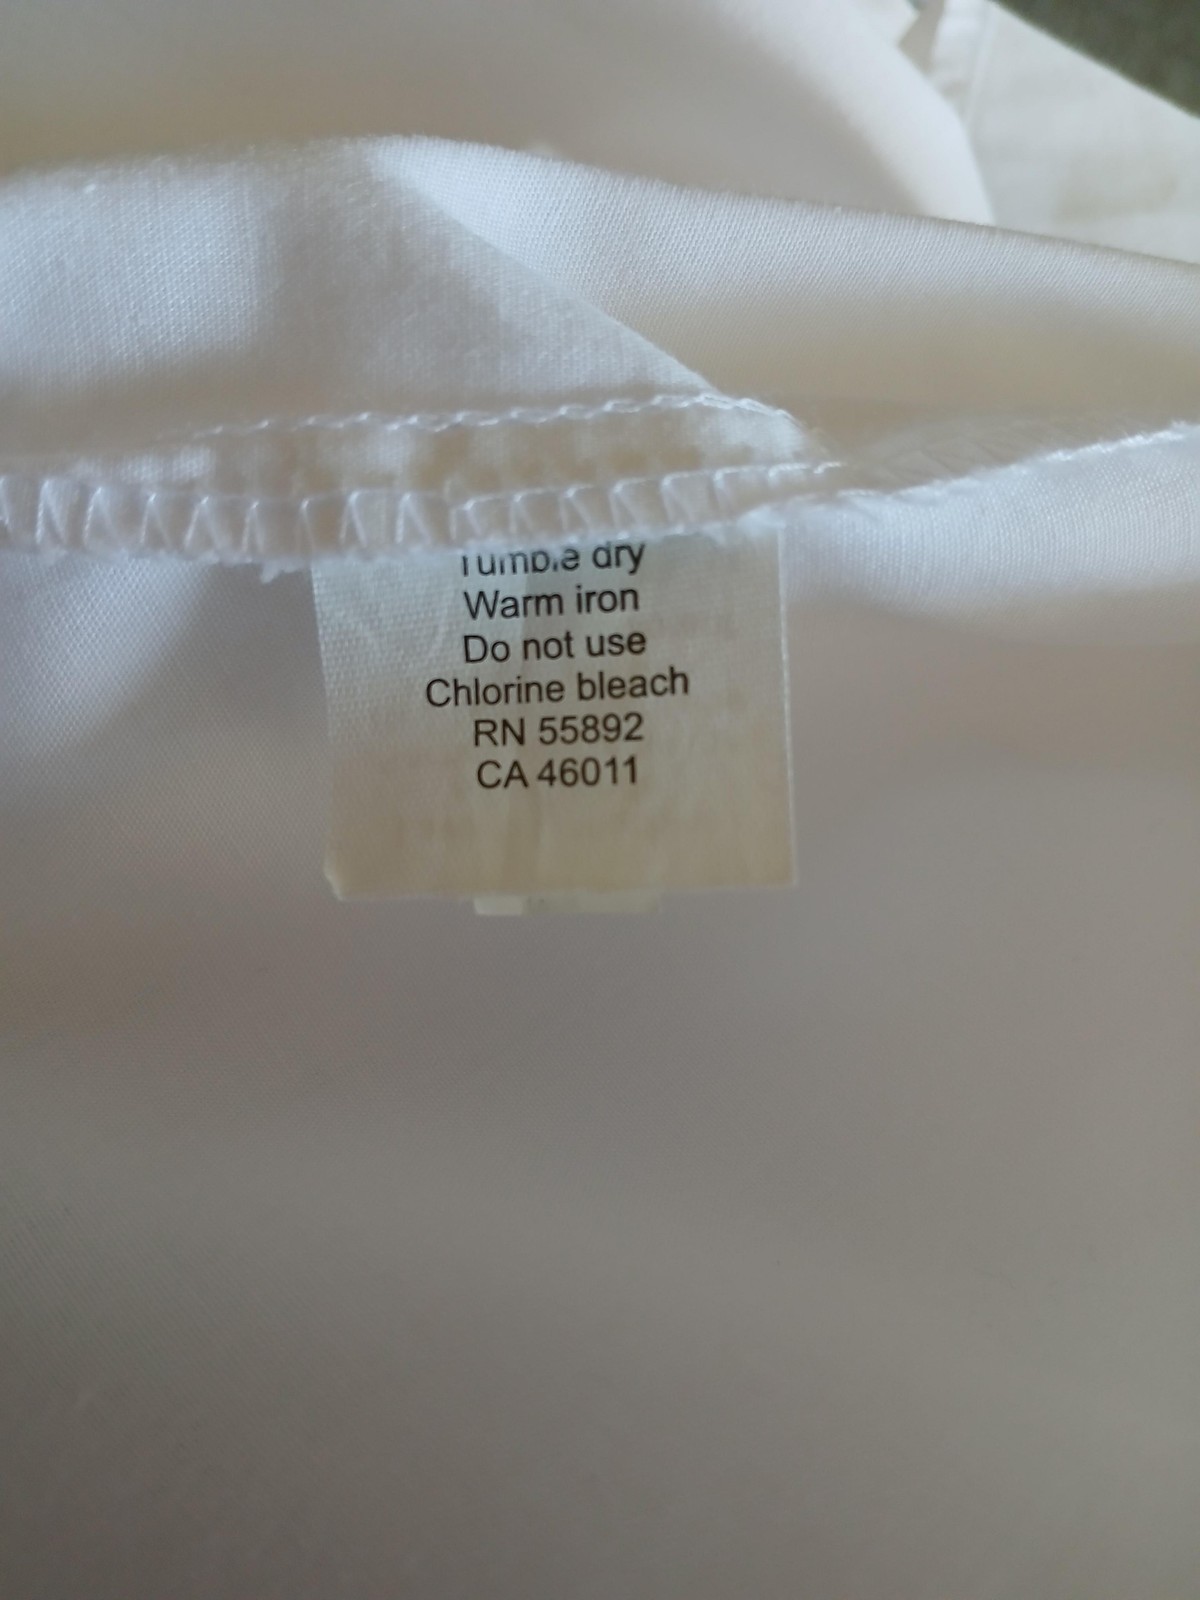 Tumble dry
Warm iron
Do not use
Chlorine bleach
RN 55892
CA 46011